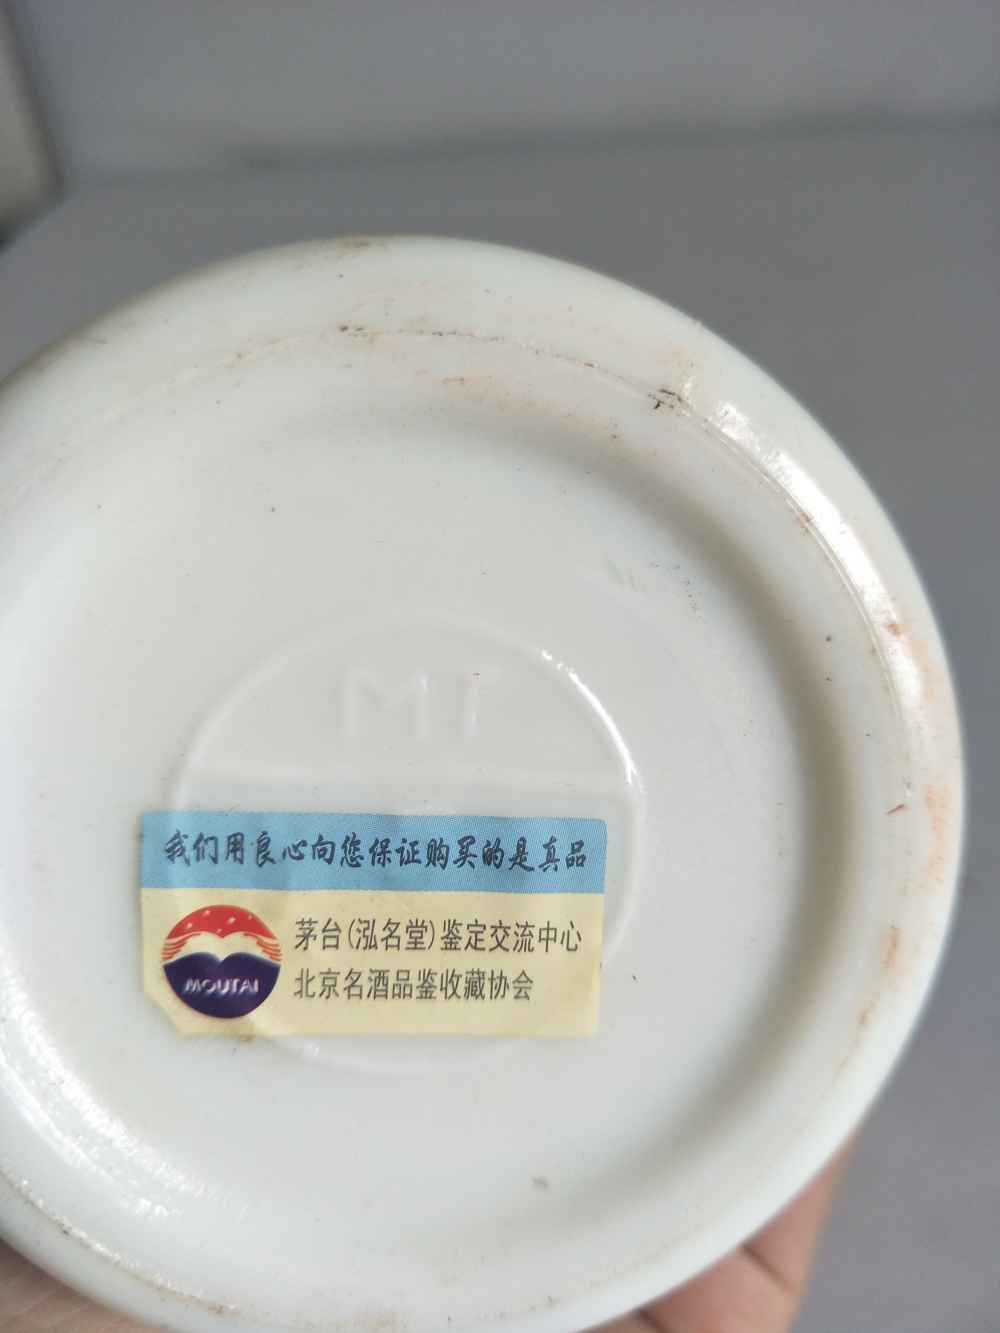 MT
我们用良心向您保证购买的是真品
MOUTAI
茅台(泓名堂)鉴定交流中心
北京名酒品鉴收藏协会